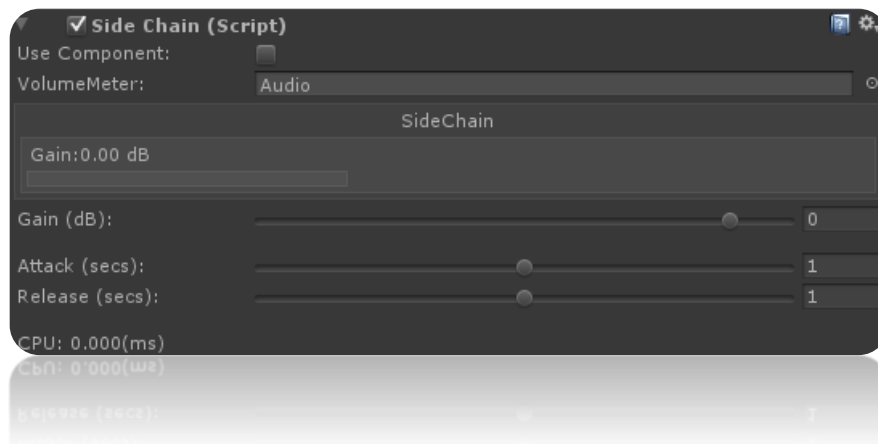 Side Chain (Script)
Use Component:
VolumeMeter: Audio
SideChain
Gain:0.00 dB
Gain (dB): 0
Attack (secs): 1
Release (secs): 1
CPU: 0.000(ms)